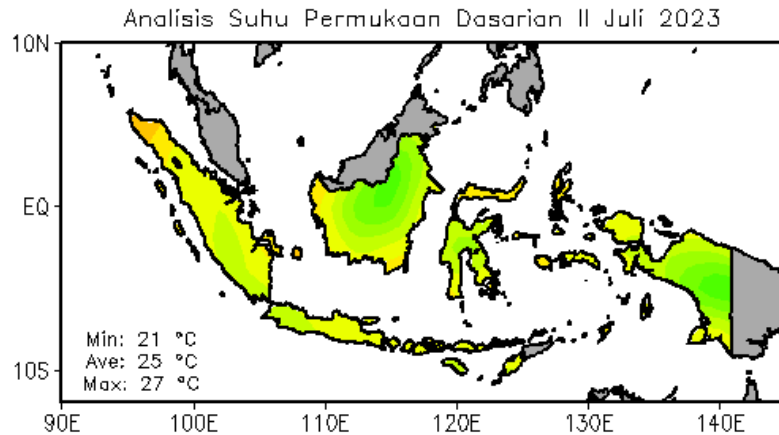 Analisis Suhu Permukaan Dasarian II Juli 2023
10N
EQ
10S
Min: 21 °C
Ave: 25 °C
Max: 27 °C
90E 100E 110E 120E 130E 140E